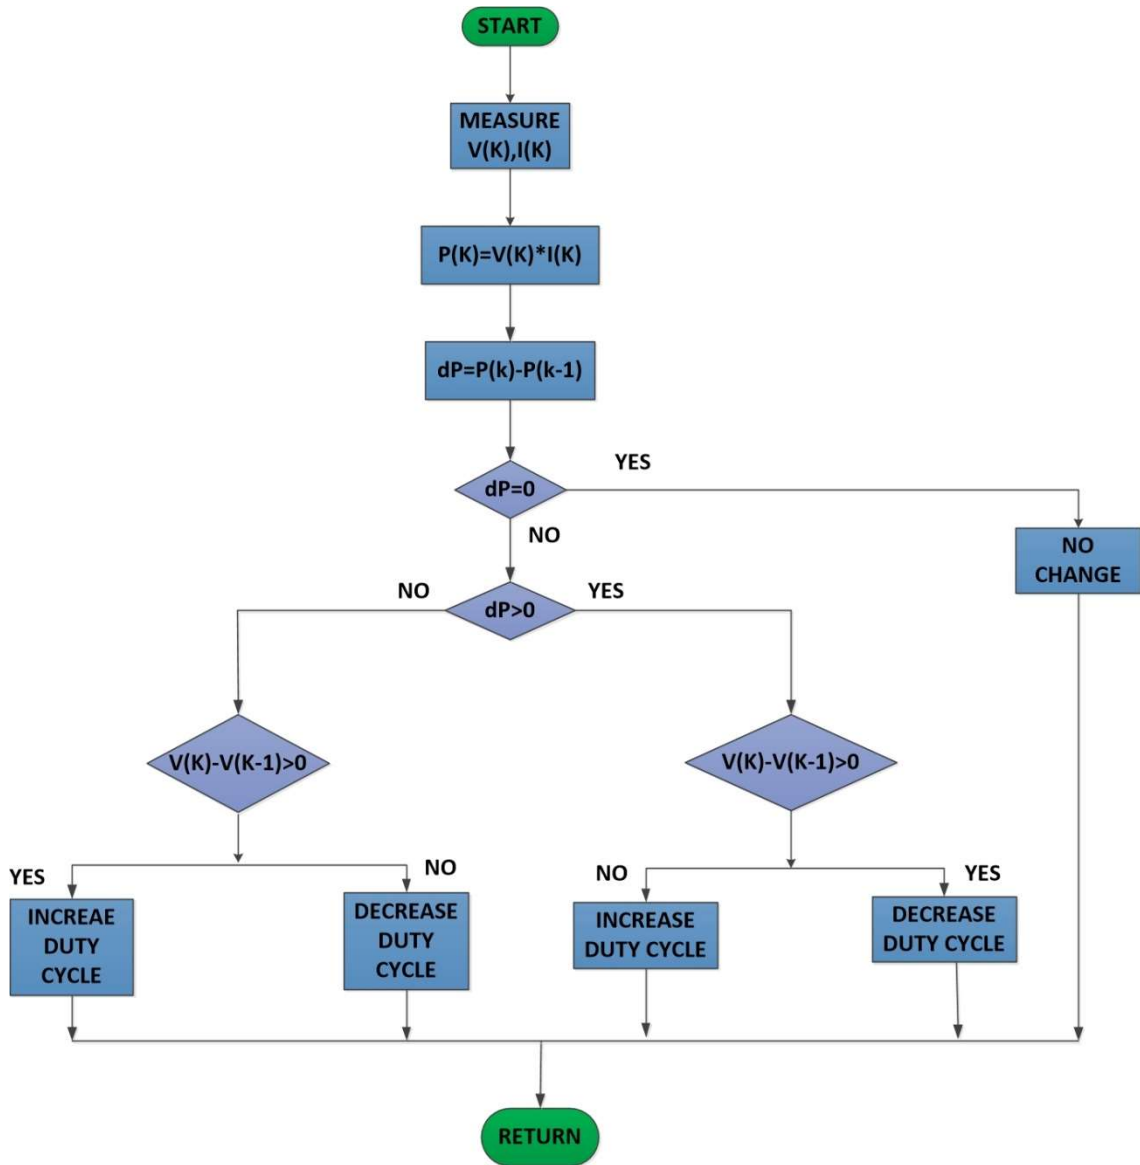 START
MEASURE
V(K),I(K)
P(K)=V(K)*I(K)
dP=P(k)-P(k-1)
YES
dP=0
NO
NO
CHANGE
NO
YES
dP>0
V(K)-V(K-1)>0
V(K)-V(K-1)>0
YES
NO
INCREAE
DUTY
CYCLE
DECREASE
DUTY
CYCLE
NO
YES
INCREASE
DUTY CYCLE
DECREASE
DUTY CYCLE
RETURN